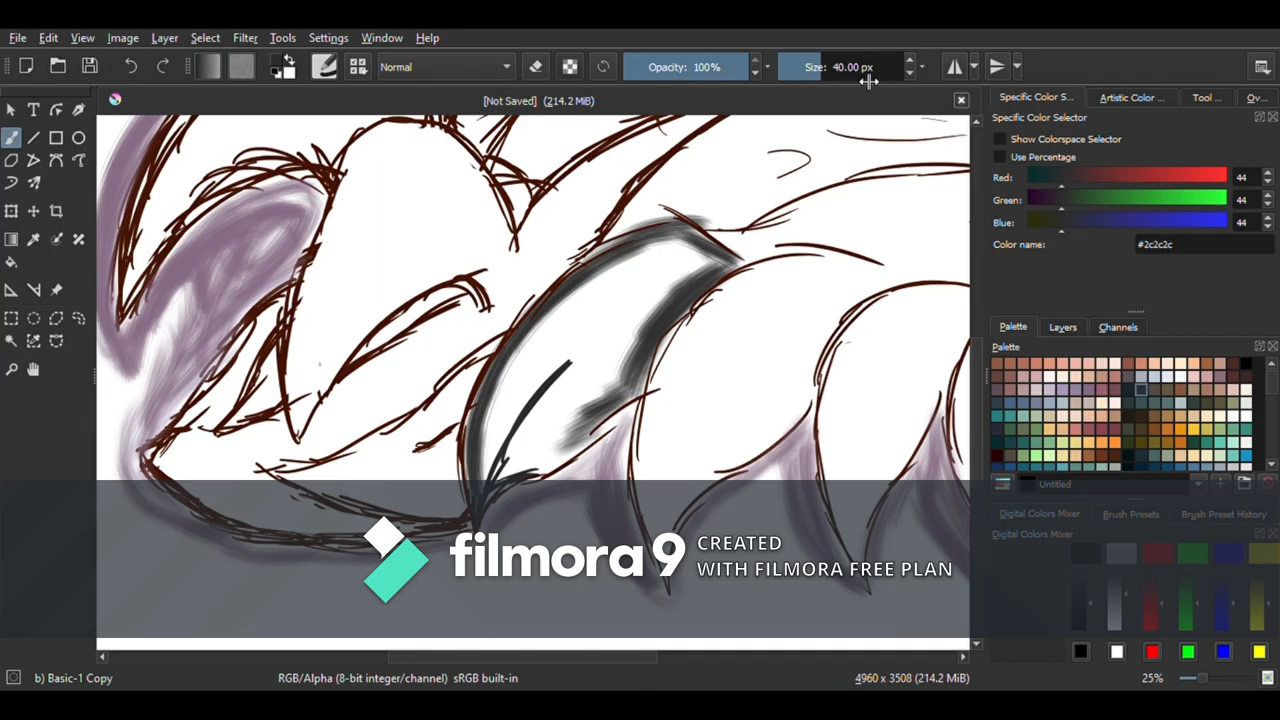 File Edit View Image Layer Select Filter Tools Settings Window Help
Normal Opacity: 100% Size: 40.00 px
[Not Saved] (214.2 MiB)
Specific Color S... Artistic Color ... Tool ... Ov...
Specific Color Selector
Show Colorspace Selector
Use Percentage
Red: 44
Green: 44
Blue: 44
Color name: #2c2c2c
Palette Layers Channels
Palette
Untitled
Digital Colors Mixer Brush Presets Brush Preset History
Digital Colors Mixer
filmora9 CREATED
WITH FILMORA FREE PLAN
b) Basic-1 Copy RGB/Alpha (8-bit integer/channel) sRGB built-in 4960 x 3508 (214.2 MiB) 25%